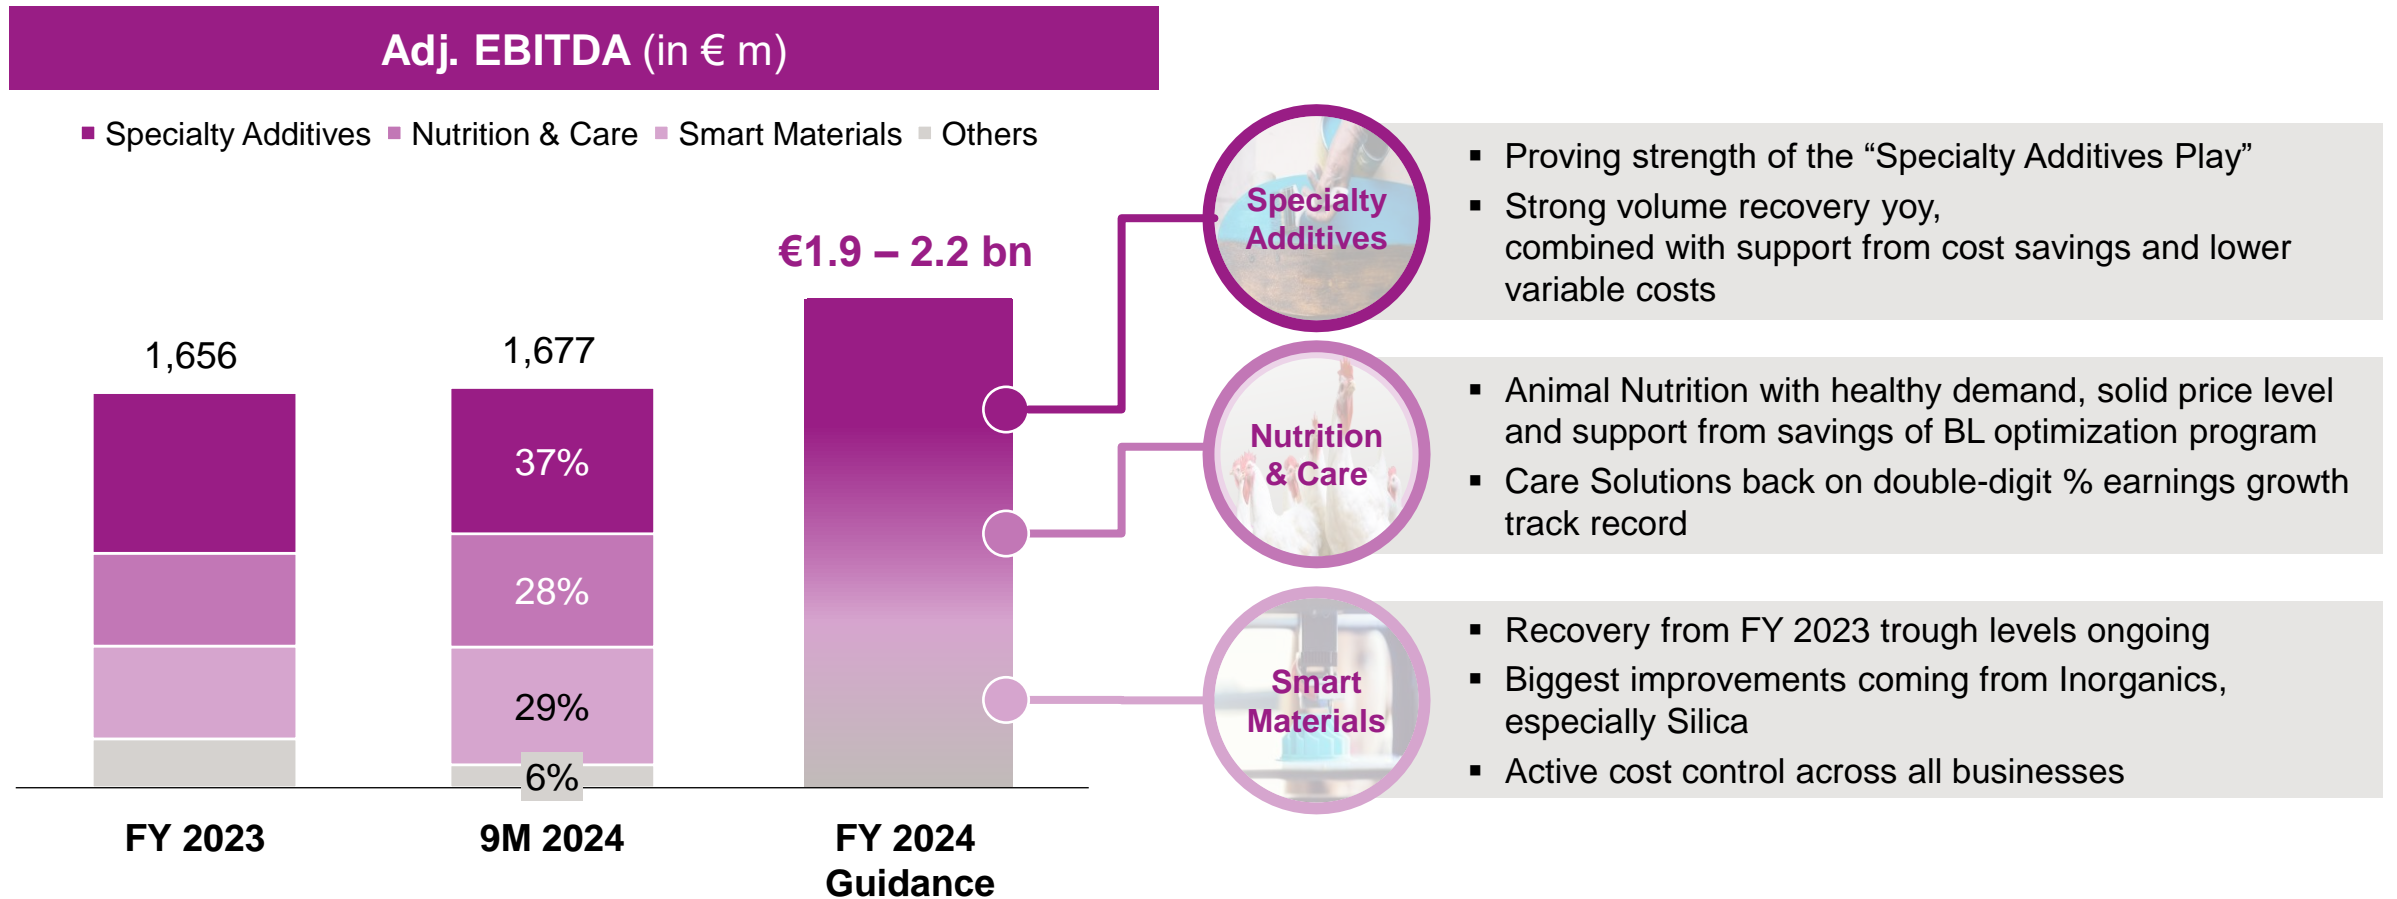 Adj. EBITDA (in € m)
Specialty Additives
Nutrition & Care
Smart Materials
Others
1,656
1,677
€1.9 – 2.2 bn
37%
28%
29%
6%
FY 2023
9M 2024
FY 2024
Guidance
Specialty
Additives
▪ Proving strength of the “Specialty Additives Play”
▪ Strong volume recovery yoy,
combined with support from cost savings and lower
variable costs
Nutrition
& Care
▪ Animal Nutrition with healthy demand, solid price level
and support from savings of BL optimization program
▪ Care Solutions back on double-digit % earnings growth
track record
Smart
Materials
▪ Recovery from FY 2023 trough levels ongoing
▪ Biggest improvements coming from Inorganics,
especially Silica
▪ Active cost control across all businesses